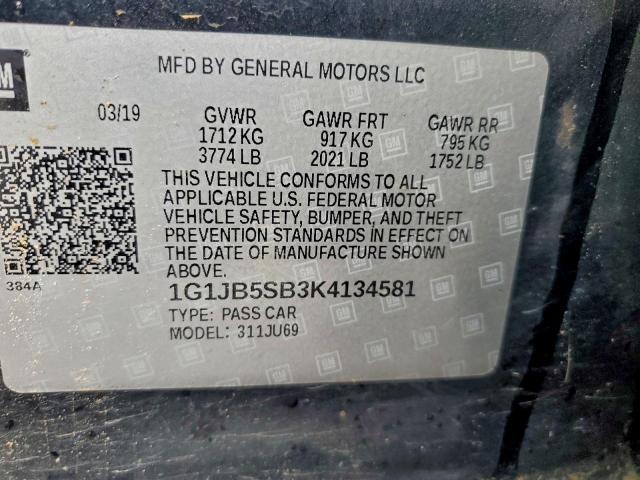 GM
MFD BY GENERAL MOTORS LLC
03/19 GVWR GAWR FRT GAWR RR
1712 KG 917 KG 795 KG
3774 LB 2021 LB 1752 LB
THIS VEHICLE CONFORMS TO ALL
APPLICABLE U.S. FEDERAL MOTOR
VEHICLE SAFETY, BUMPER, AND THEFT
PREVENTION STANDARDS IN EFFECT ON
THE DATE OF MANUFACTURE SHOWN
ABOVE.
384A
1G1JB5SB3K4134581
TYPE: PASS CAR
MODEL: 311JU69